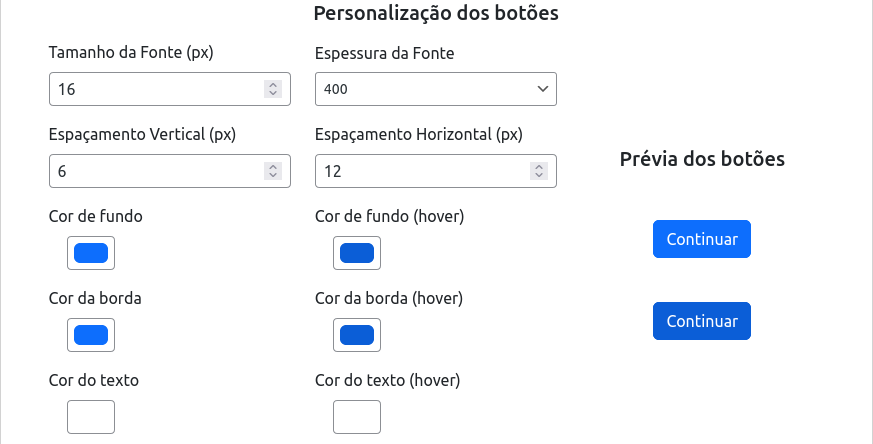 Personalização dos botões
Tamanho da Fonte (px)
Espessura da Fonte
16
400
Espaçamento Vertical (px)
Espaçamento Horizontal (px)
6
12
Prévia dos botões
Cor de fundo
Cor de fundo (hover)
Continuar
Cor da borda
Cor da borda (hover)
Continuar
Cor do texto
Cor do texto (hover)